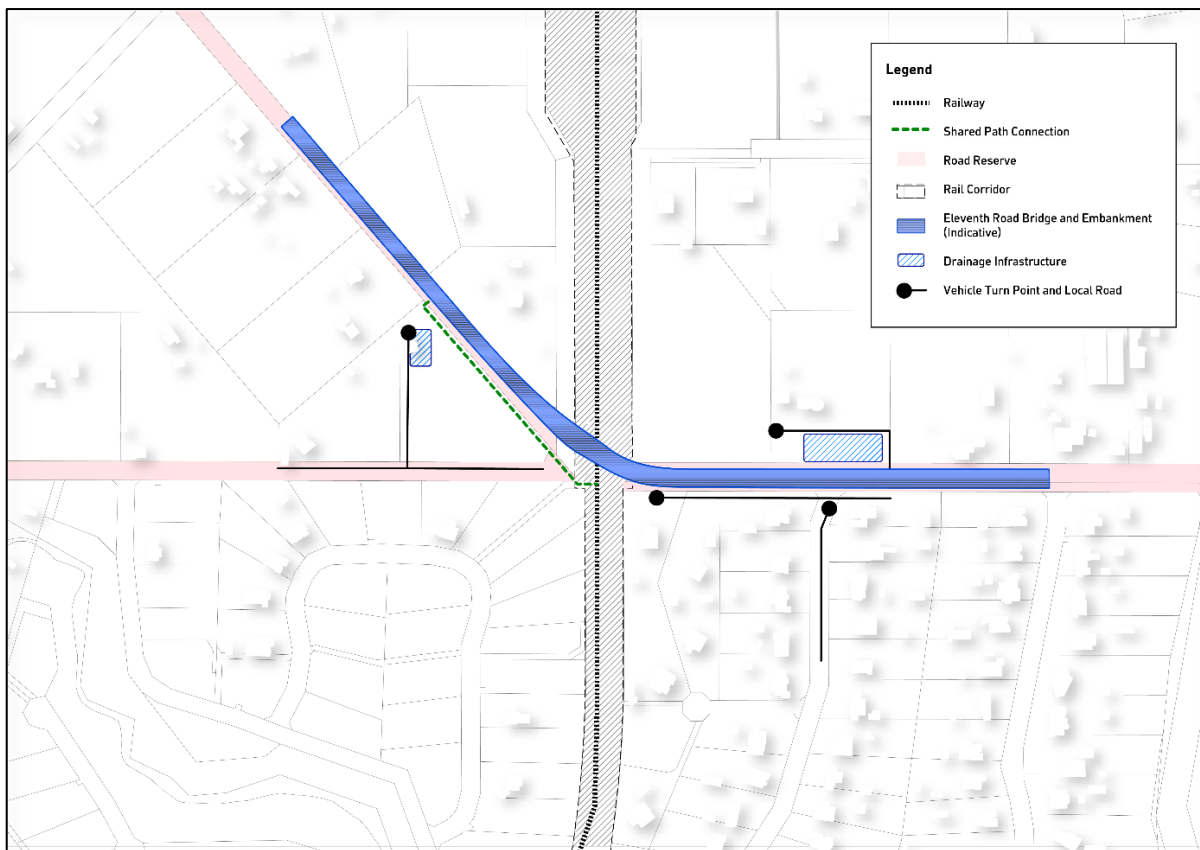 Legend
Railway
Shared Path Connection
Road Reserve
Rail Corridor
Eleventh Road Bridge and Embankment
(Indicative)
Drainage Infrastructure
Vehicle Turn Point and Local Road